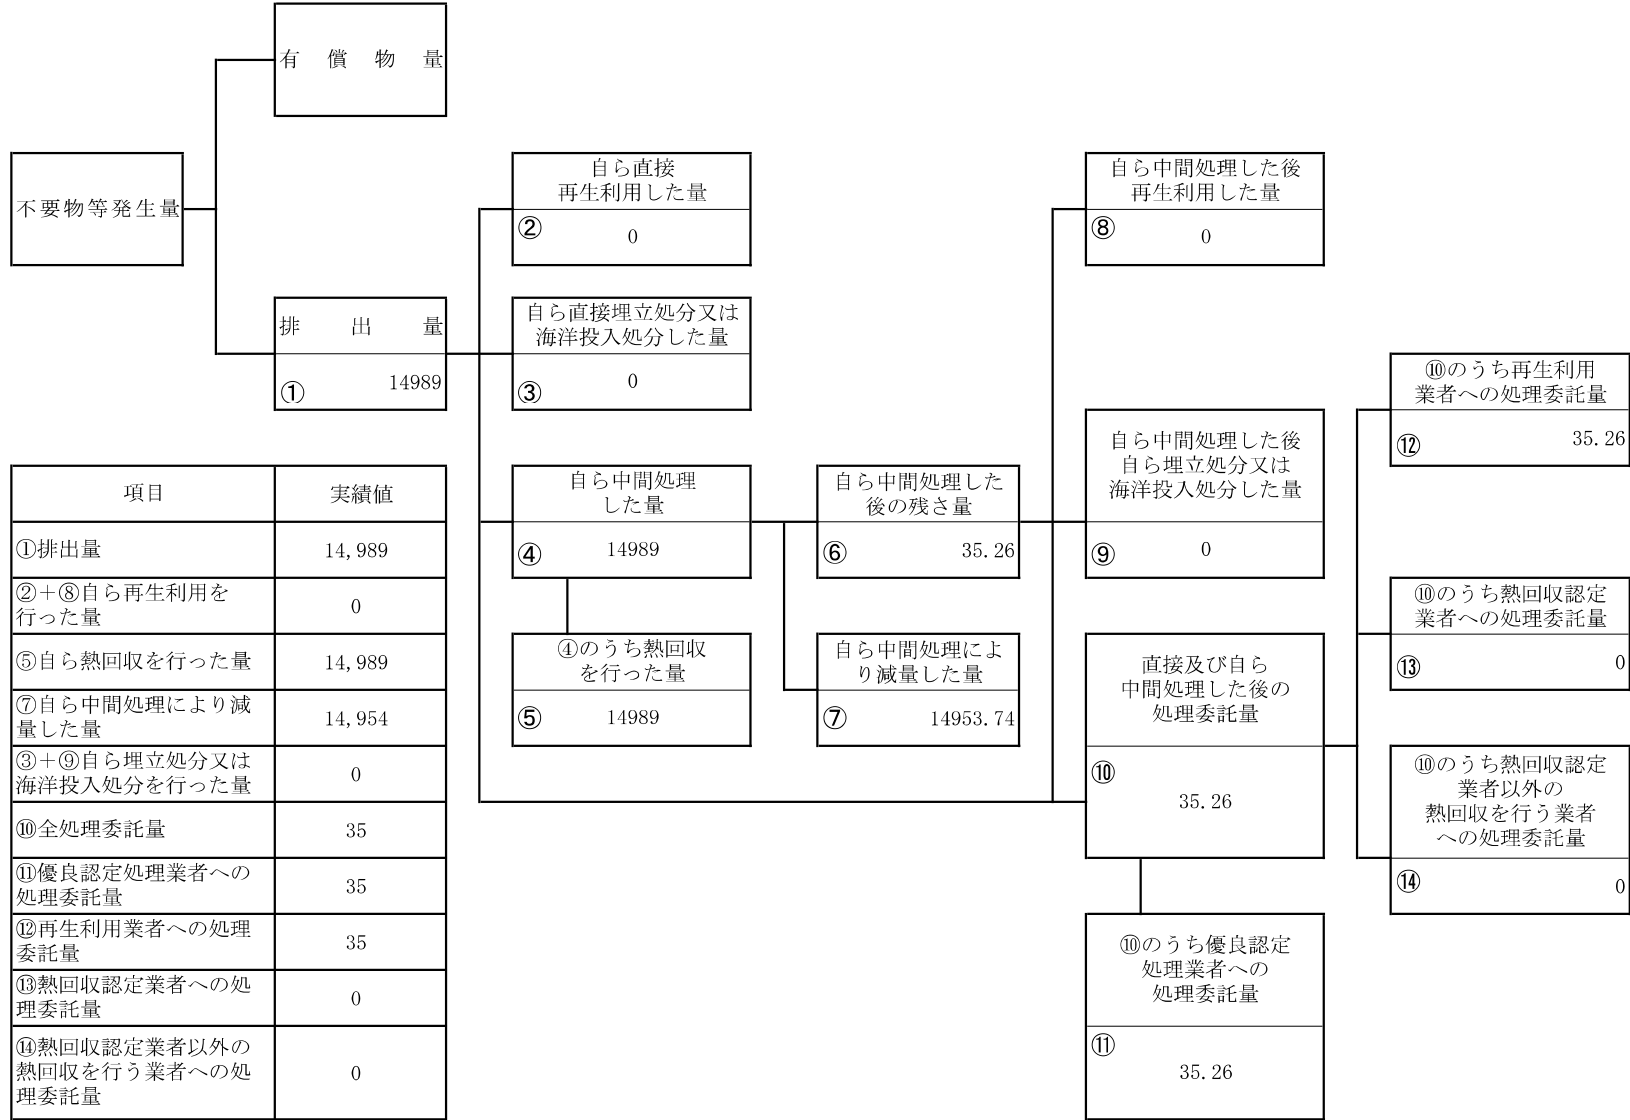 有償物量
不要物等発生量
排出量
① 14989
自ら直接
再生利用した量
② 0
自ら直接埋立処分又は
海洋投入処分した量
③ 0
自ら中間処理
した量
④ 14989
④のうち熱回収
を行った量
⑤ 14989
自ら中間処理した
後の残さ量
⑥ 35.26
自ら中間処理によ
り減量した量
⑦ 14953.74
自ら中間処理した後
再生利用した量
⑧ 0
自ら中間処理した後
自ら埋立処分又は
海洋投入処分した量
⑨ 0
直接及び自ら
中間処理した後の
処理委託量
⑩
35.26
⑩のうち優良認定
処理業者への
処理委託量
⑪
35.26
⑩のうち再生利用
業者への処理委託量
⑫ 35.26
⑩のうち熱回収認定
業者への処理委託量
⑬ 0
⑩のうち熱回収認定
業者以外の
熱回収を行う業者
への処理委託量
⑭ 0
項目 実績値
①排出量 14,989
②+⑧自ら再生利用を
行った量 0
⑤自ら熱回収を行った量 14,989
⑦自ら中間処理により減
量した量 14,954
③+⑨自ら埋立処分又は
海洋投入処分を行った量 0
⑩全処理委託量 35
⑪優良認定処理業者への
処理委託量 35
⑫再生利用業者への処理
委託量 35
⑬熱回収認定業者への処
理委託量 0
⑭熱回収認定業者以外の
熱回収を行う業者への処
理委託量 0